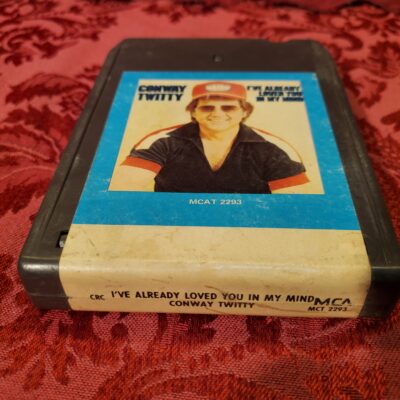 CONWAY
TWITTY
I'VE ALREADY
LOVED YOU
IN MY MIND
MCAT 2293
CRC I'VE ALREADY LOVED YOU IN MY MIND MCA
CONWAY TWITTY MCT 2293